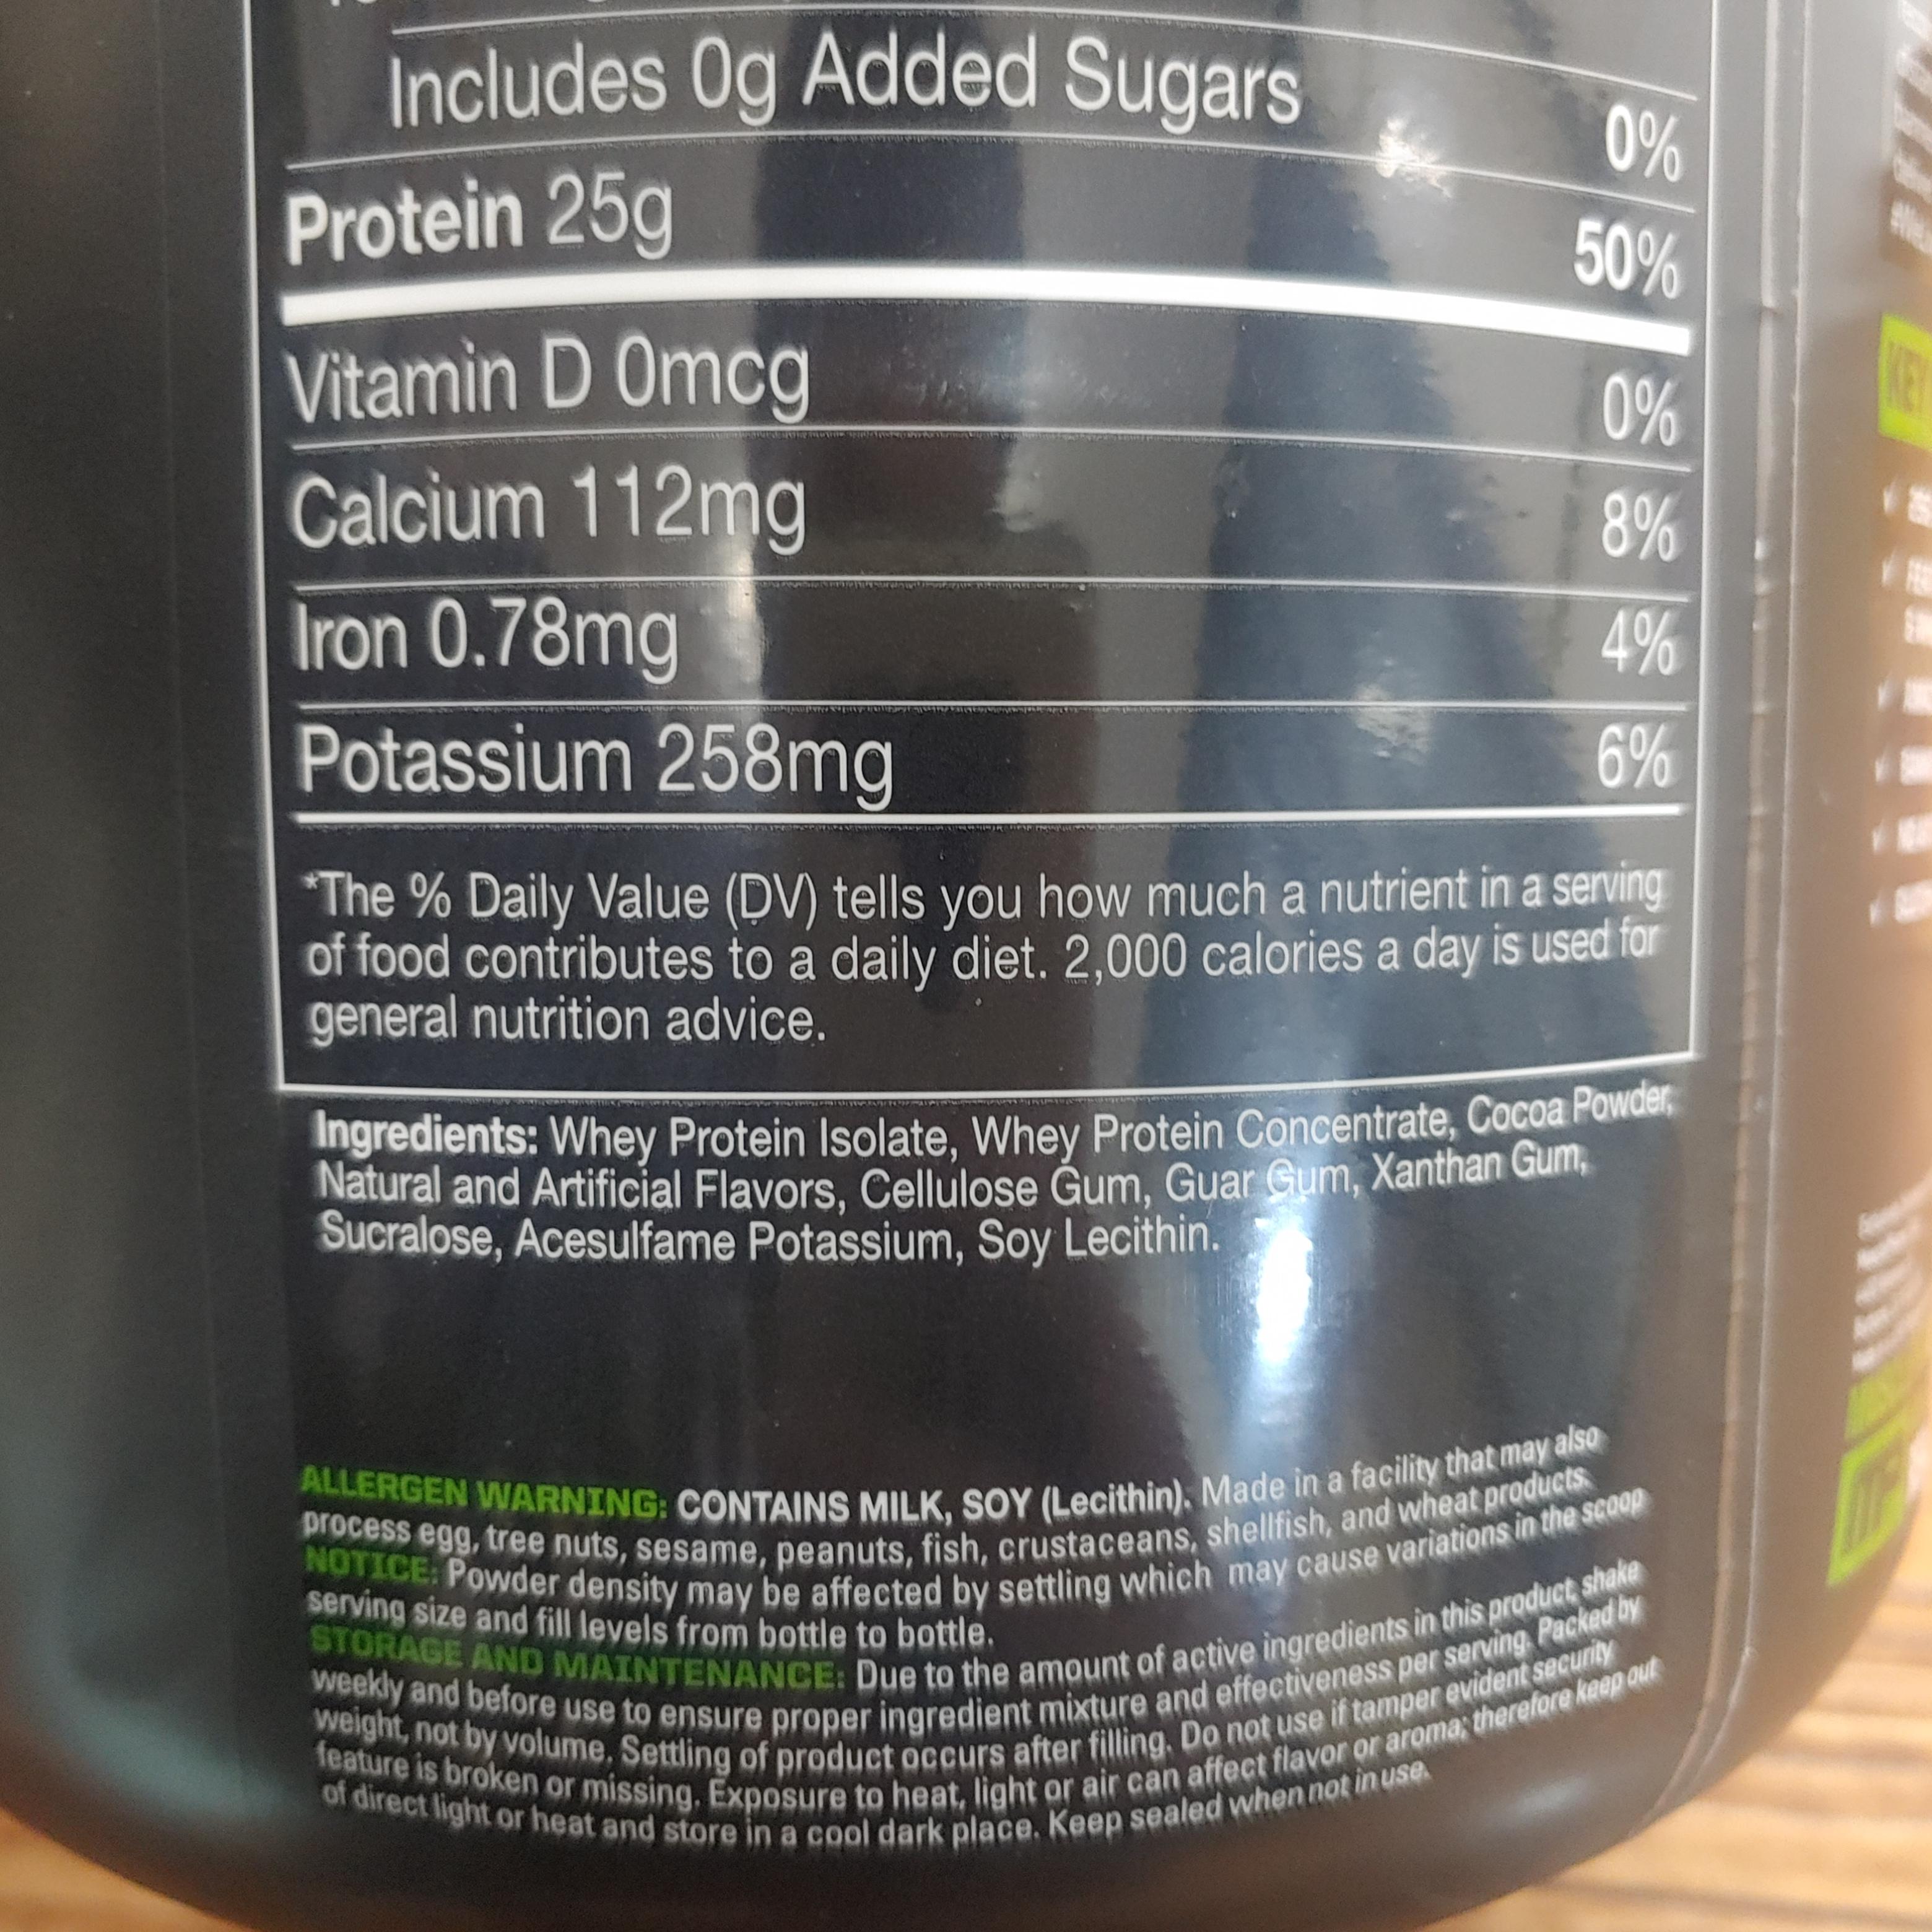 Includes 0g Added Sugars 0%
Protein 25g 50%
Vitamin D 0mcg 0%
Calcium 112mg 8%
Iron 0.78mg 4%
Potassium 258mg 6%
*The % Daily Value (DV) tells you how much a nutrient in a serving
of food contributes to a daily diet. 2,000 calories a day is used for
general nutrition advice.
Ingredients: Whey Protein Isolate, Whey Protein Concentrate, Cocoa Powder,
Natural and Artificial Flavors, Cellulose Gum, Guar Gum, Xanthan Gum,
Sucralose, Acesulfame Potassium, Soy Lecithin.
ALLERGEN WARNING: CONTAINS MILK, SOY (Lecithin). Made in a facility that may also
process egg, tree nuts, sesame, peanuts, fish, crustaceans, shellfish, and wheat products.
NOTICE: Powder density may be affected by settling which may cause variations in the scoop
serving size and fill levels from bottle to bottle.
STORAGE AND MAINTENANCE: Due to the amount of active ingredients in this product, shake
weekly and before use to ensure proper ingredient mixture and effectiveness per serving. Packed by
weight, not by volume. Settling of product occurs after filling. Do not use if tamper evident security
feature is broken or missing. Exposure to heat, light or air can affect flavor or aroma; therefore keep out
of direct light or heat and store in a cool dark place. Keep sealed when not in use.